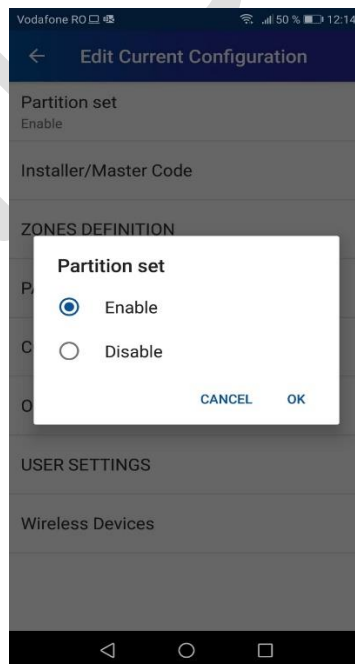 Vodafone RO 50 % 12:14
Edit Current Configuration
Partition set
Enable
Installer/Master Code
ZONES DEFINITION
Partition set
P
Enable
C
Disable
O
CANCEL OK
USER SETTINGS
Wireless Devices